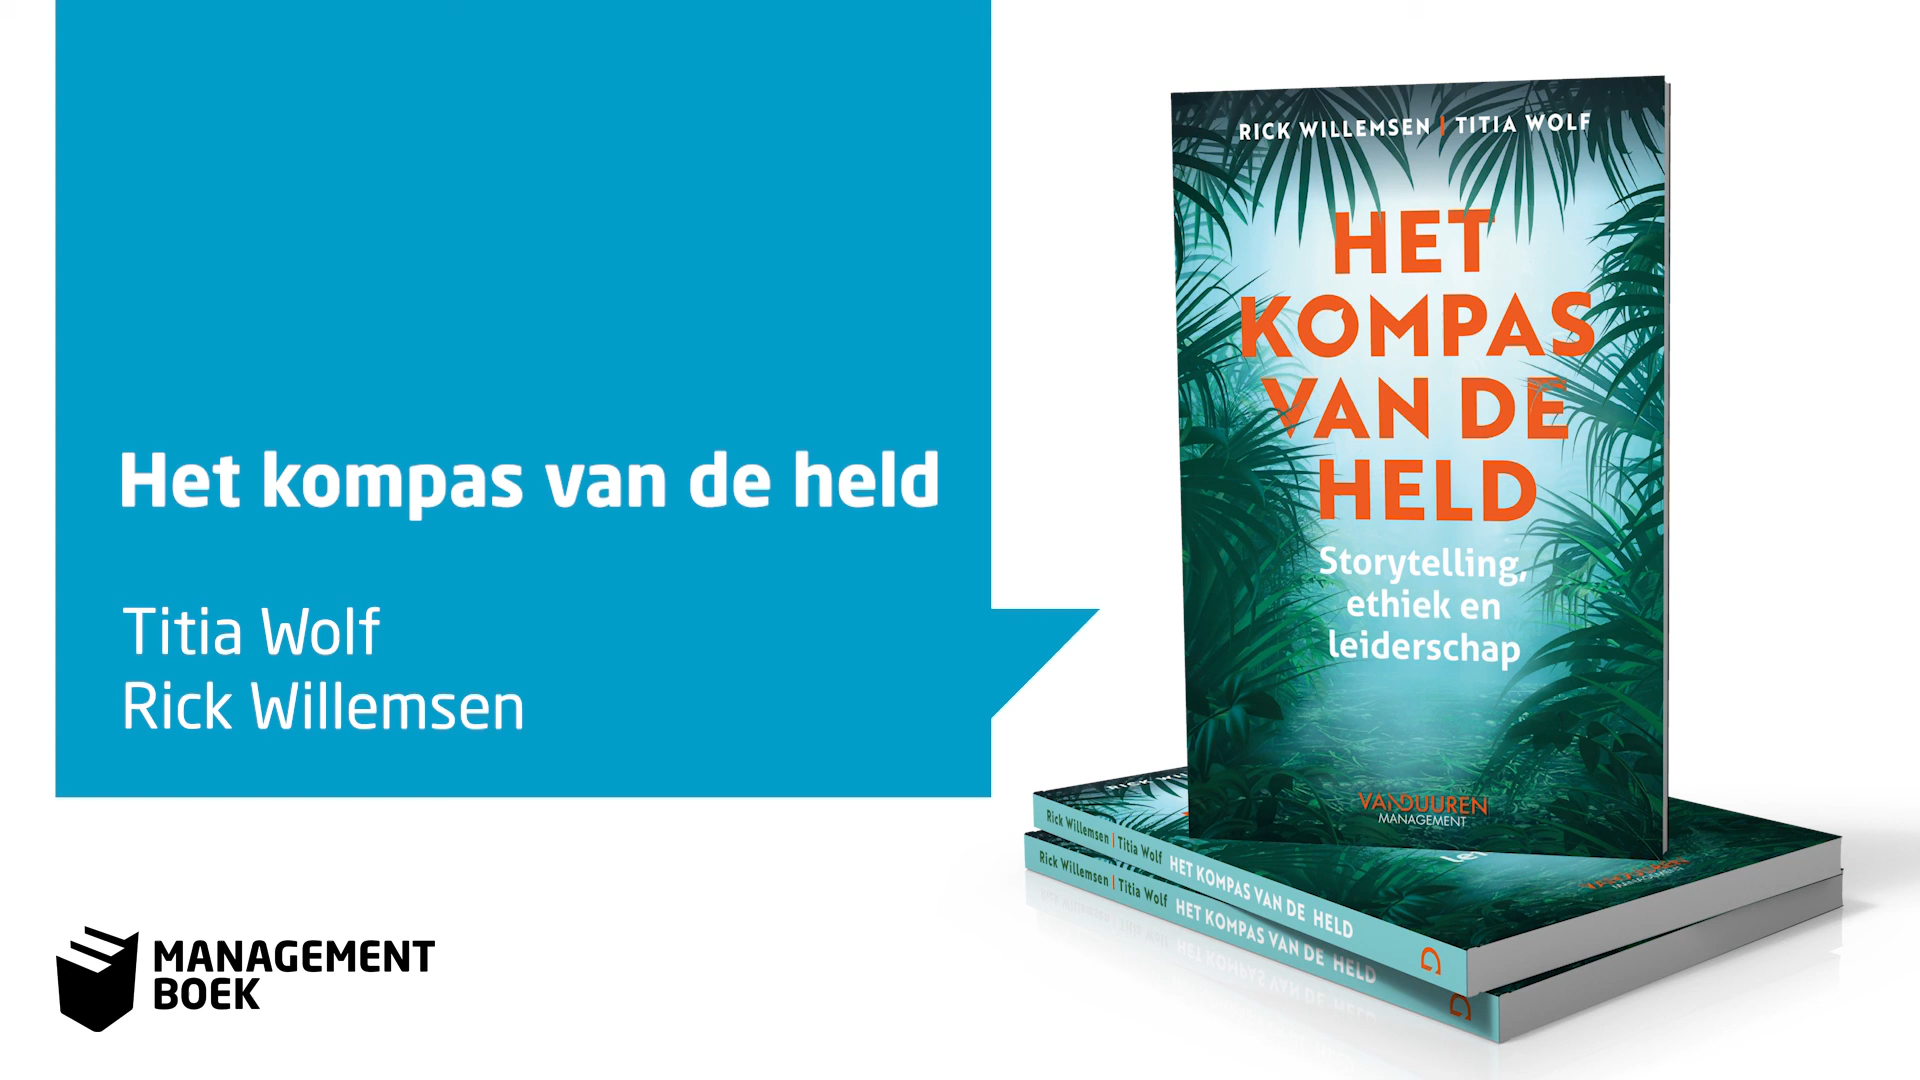 Het kompas van de held
Titia Wolf
Rick Willemsen
MANAGEMENT
BOEK
RICK WILLEMSEN | TITIA WOLF
HET
KOMPAS
VAN DE
HELD
Storytelling,
ethiek en
leiderschap
VANDUUREN
MANAGEMENT
Rick Willemsen | Titia Wolf HET KOMPAS VAN DE HELD
Rick Willemsen | Titia Wolf HET KOMPAS VAN DE HELD
VANDUUREN
MANAGEMENT